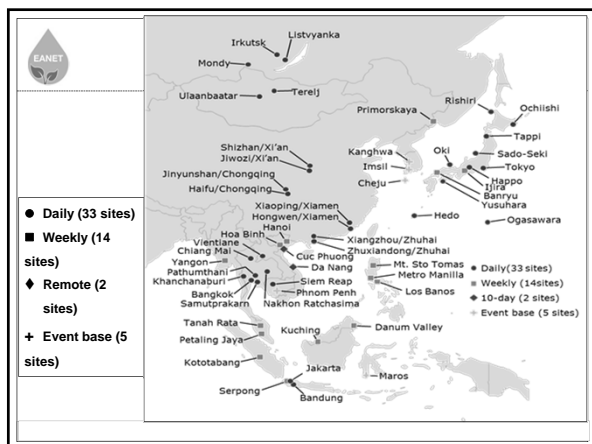 EANET
Irkutsk
Listvyanka
Mondy
Ulaanbaatar
Terelj
Primorskaya
Rishiri
Ochiishi
Tappi
Sado-Seki
Tokyo
Happo
Ijira
Banryu
Yusuhara
Oki
Kanghwa
Imsil
Cheju
Shizhan/Xi'an
Jiwozi/Xi'an
Jinyunshan/Chongqing
Haifu/Chongqing
Xiaoping/Xiamen
Hongwen/Xiamen
Hedo
Ogasawara
Hanoi
Hoa Binh
Vientiane
Chiang Mai
Yangon
Pathumthani
Khanchanaburi
Bangkok
Samutprakarn
Xiangzhou/Zhuhai
Zhuxiandong/Zhuhai
Cuc Phuong
Da Nang
Siem Reap
Phnom Penh
Nakhon Ratchasima
Mt. Sto Tomas
Metro Manilla
Los Banos
Tanah Rata
Petaling Jaya
Kototabang
Kuching
Danum Valley
Serpong
Jakarta
Bandung
Maros
Daily (33 sites)
Weekly (14
sites)
Remote (2
sites)
Event base (5
sites)
Daily(33 sites)
Weekly (14sites)
10-day (2 sites)
Event base (5 sites)